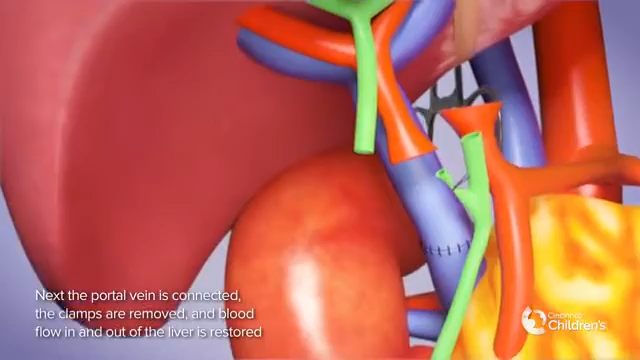 Next the portal vein is connected,
the clamps are removed, and blood
flow in and out of the liver is restored
Cincinnati
Children's